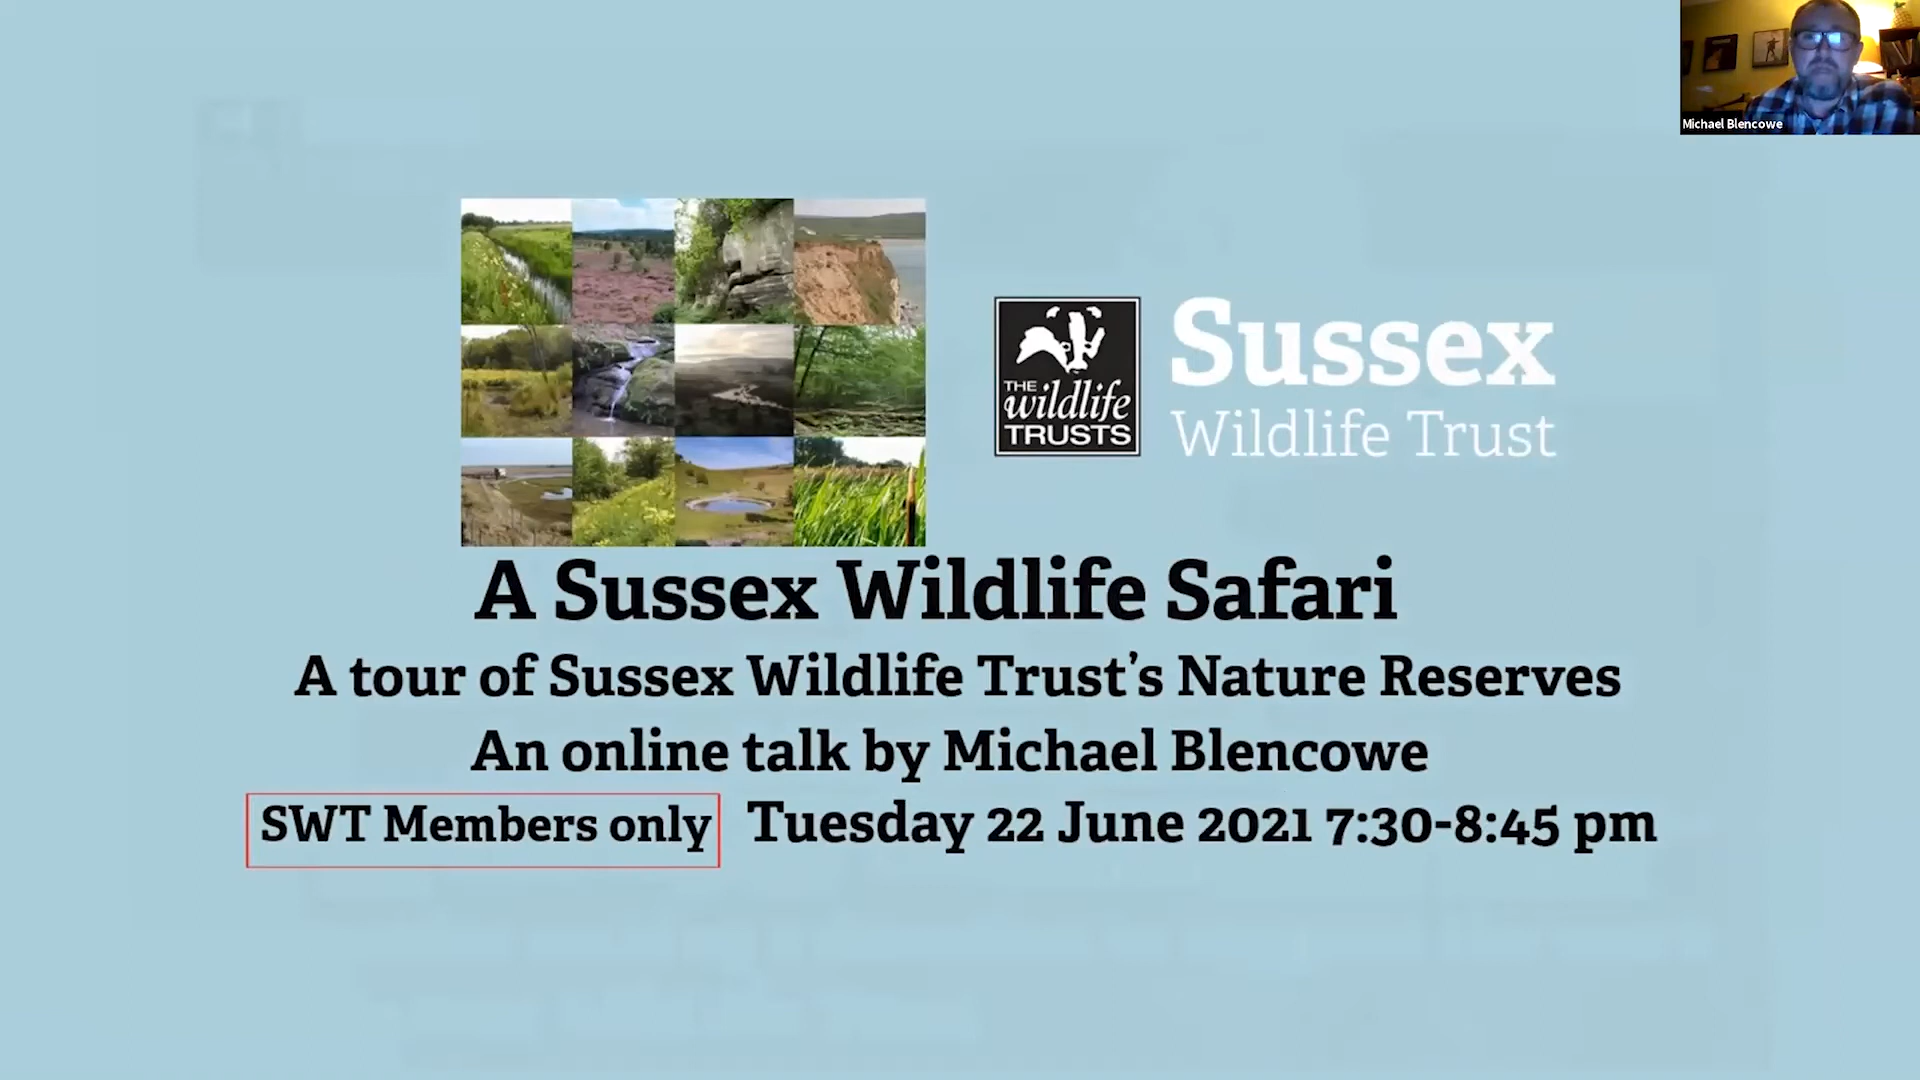 Michael Blencowe
THE
wildlife
TRUSTS
Sussex
Wildlife Trust
A Sussex Wildlife Safari
A tour of Sussex Wildlife Trust's Nature Reserves
An online talk by Michael Blencowe
SWT Members only Tuesday 22 June 2021 7:30-8:45 pm